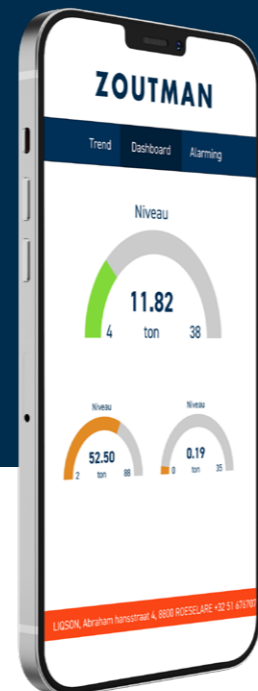 ZOUTMAN
Trend Dashboard Alarming
Niveau
11.82
4 ton 38
Niveau Niveau
52.50 0.19
2 ton 88 0 ton 35
LIQSON, Abraham hansstraat 4, 8800 ROESELARE +32 51 676707